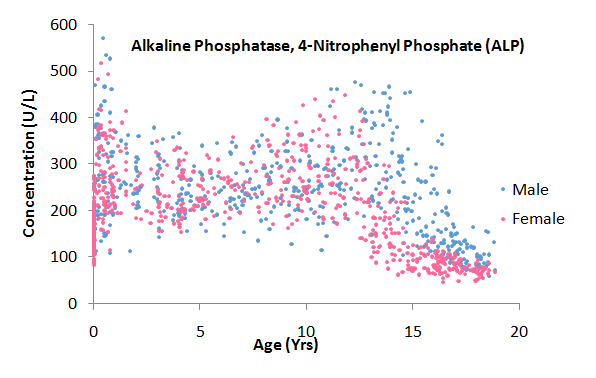 Alkaline Phosphatase, 4-Nitrophenyl Phosphate (ALP)
Concentration (U/L)
600
500
400
300
200
100
0
Male
Female
0 5 10 15 20
Age (Yrs)